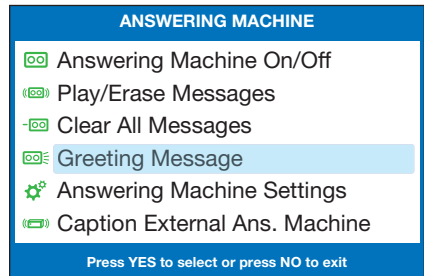 ANSWERING MACHINE
Answering Machine On/Off
Play/Erase Messages
Clear All Messages
Greeting Message
Answering Machine Settings
Caption External Ans. Machine
Press YES to select or press NO to exit